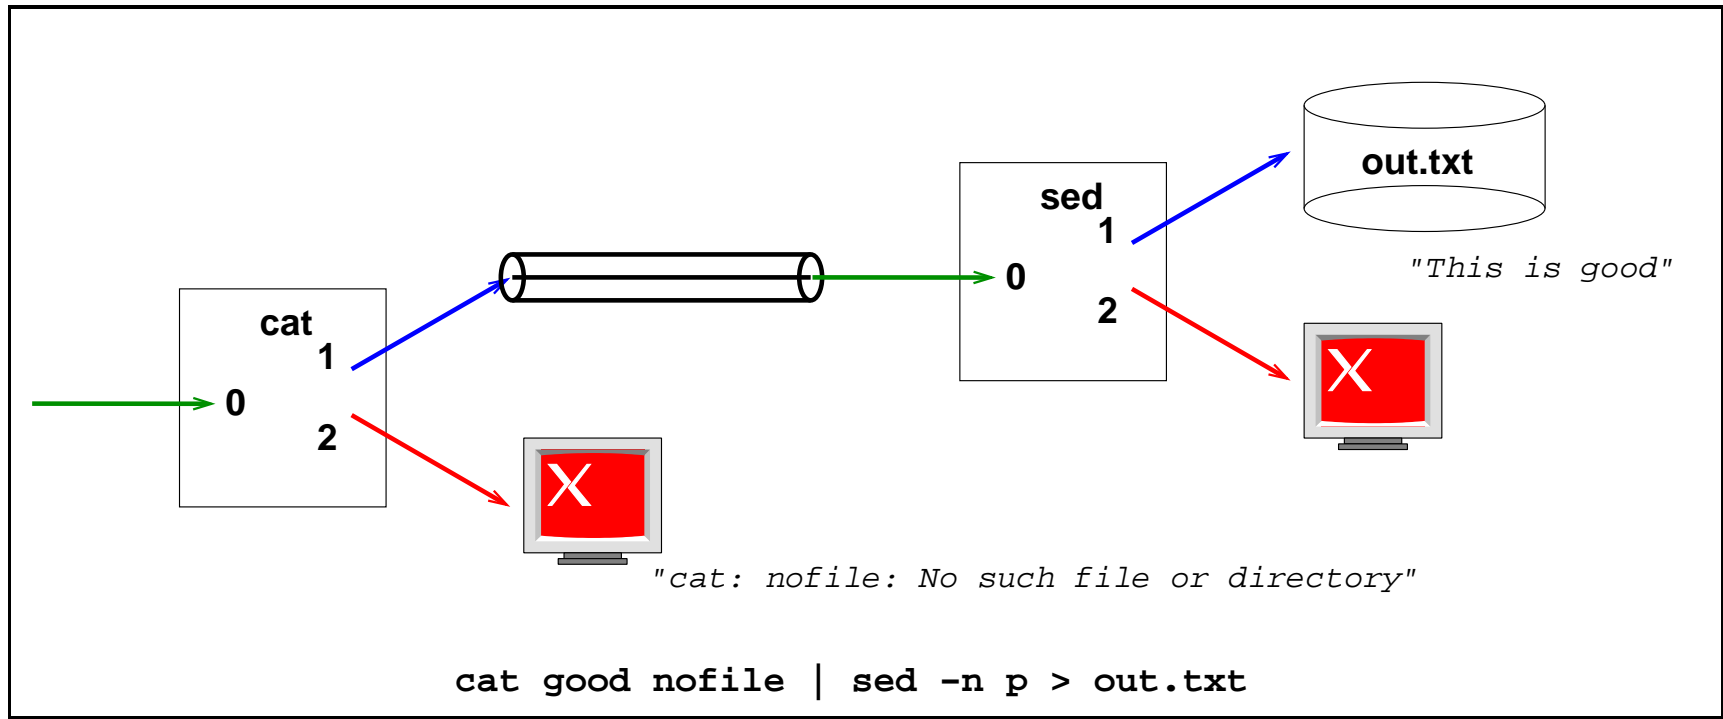 cat
1
0
2
sed
1
0
2
out.txt
"This is good"
X
X
"cat: nofile: No such file or directory"
cat good nofile | sed –n p > out.txt